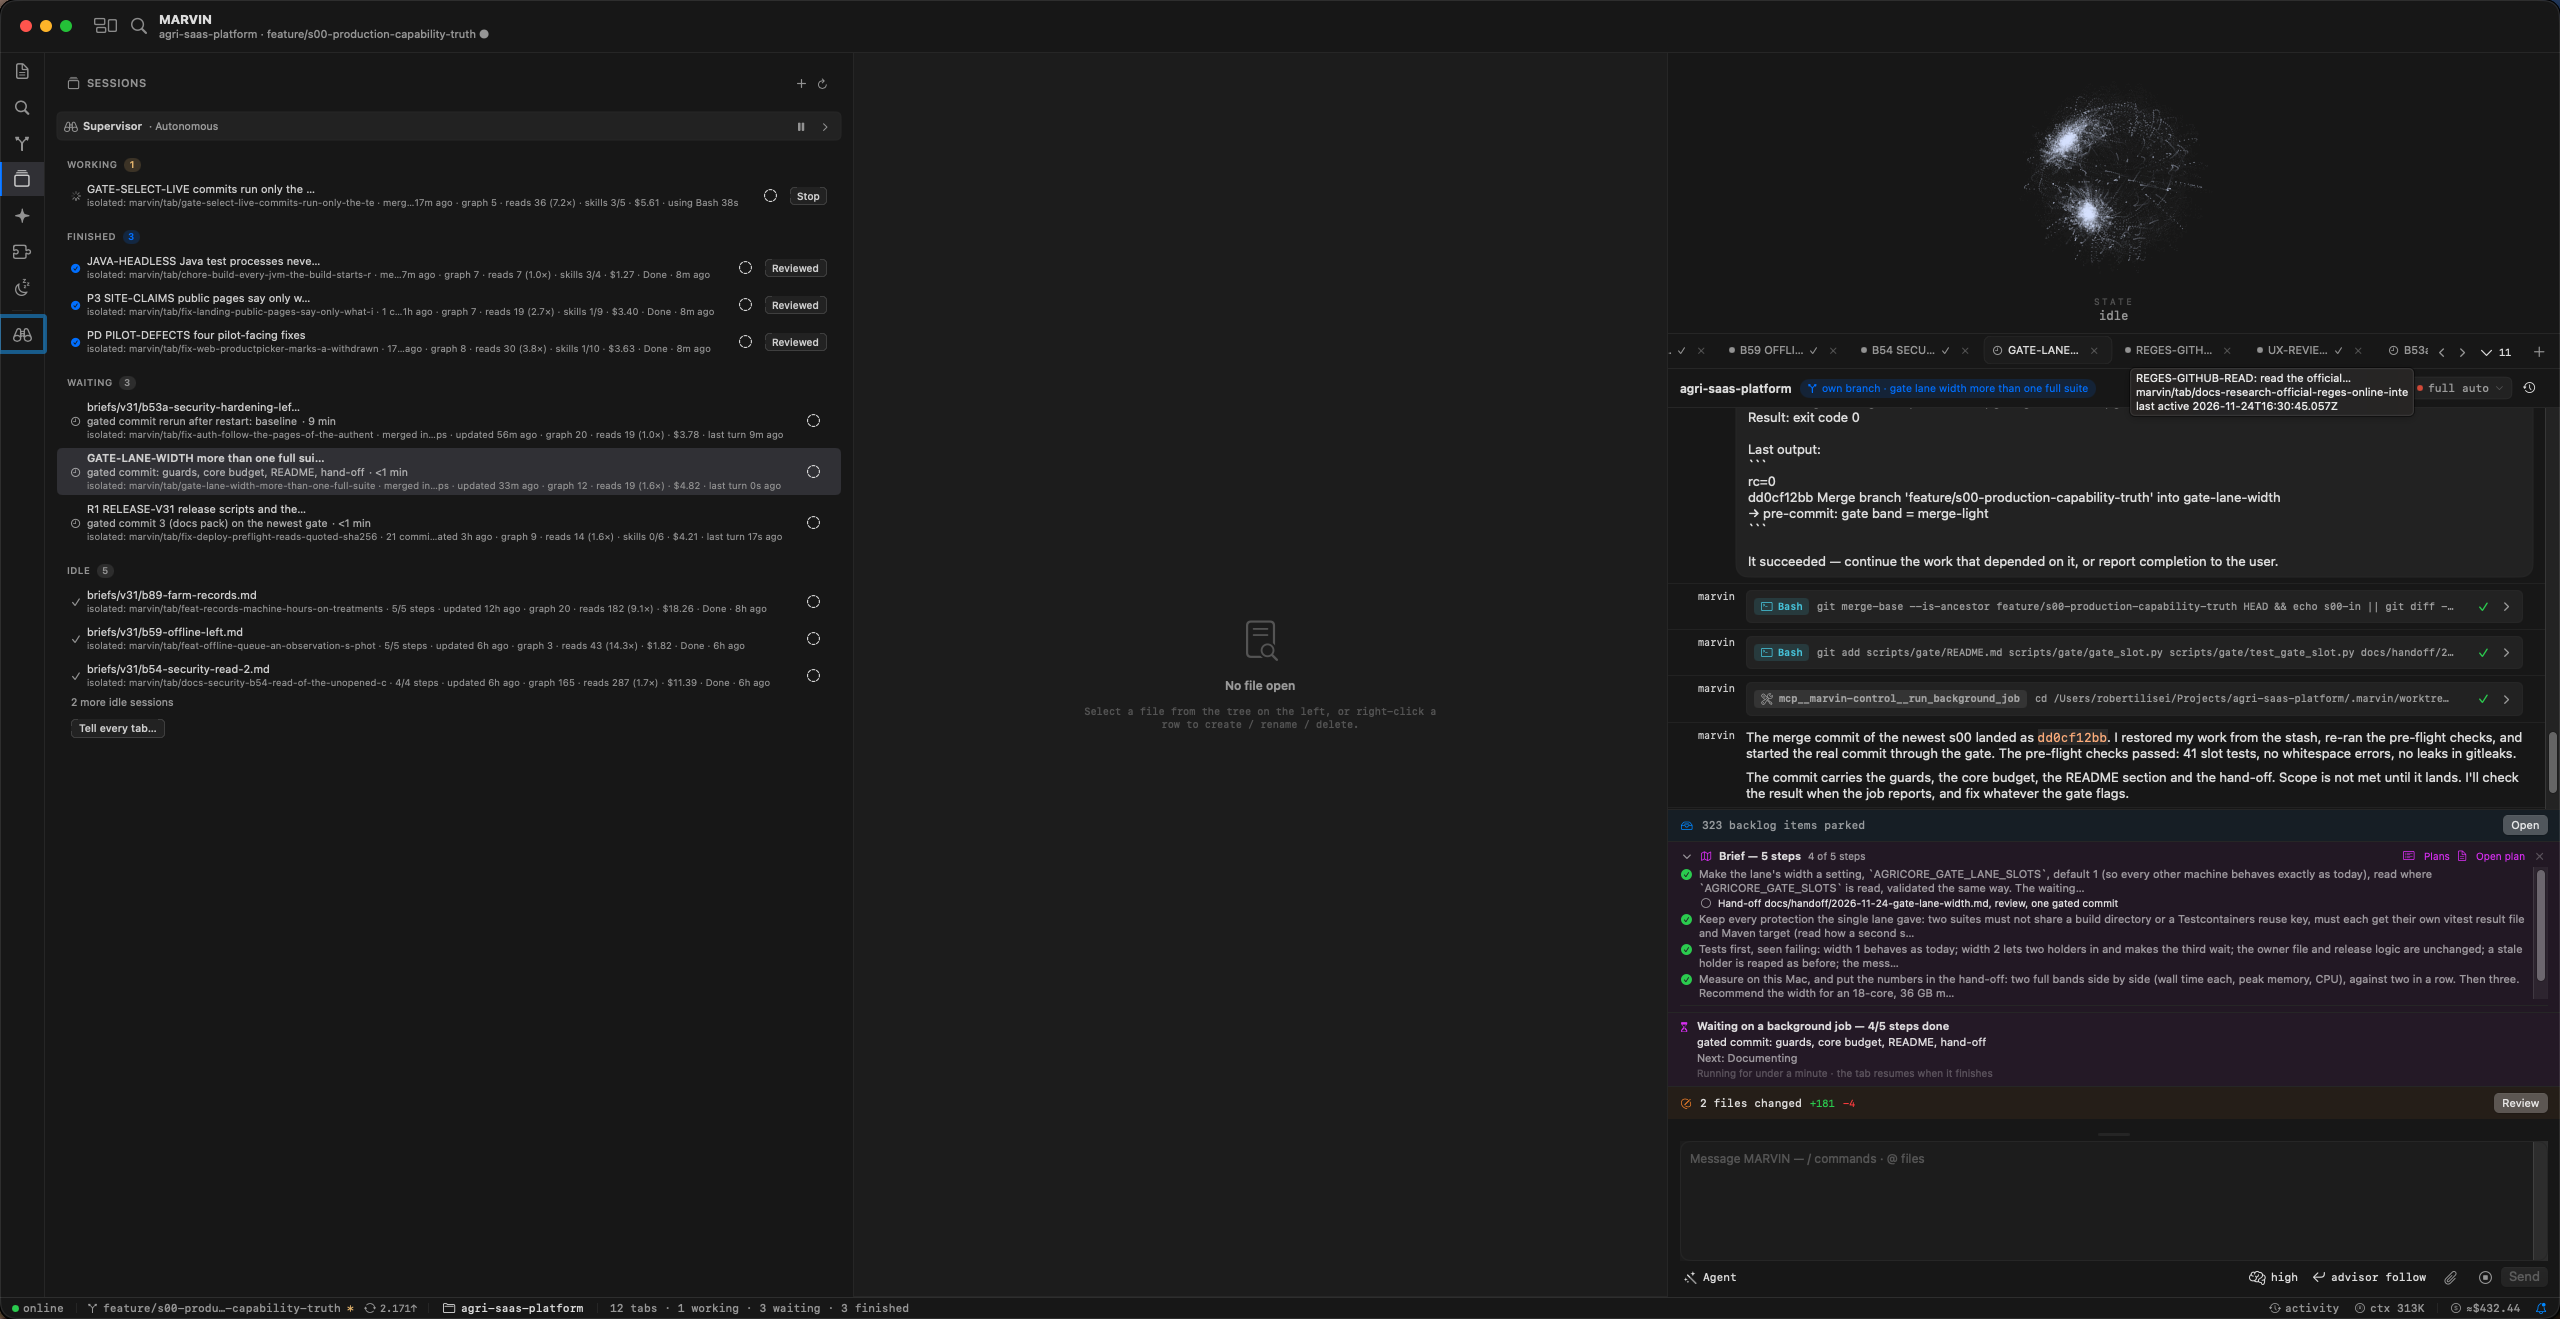 MARVIN
agri-saas-platform · feature/s00-production-capability-truth
SESSIONS
Supervisor · Autonomous
WORKING 1
GATE-SELECT-LIVE commits run only the ...
isolated: marvin/tab/gate-select-live-commits-run-only-the-te · merg...17m ago · graph 5 · reads 36 (7.2×) · skills 3/5 · $5.61 · using Bash 38s
Stop
FINISHED 3
JAVA-HEADLESS Java test processes neve...
isolated: marvin/tab/chore-build-every-jvm-the-build-starts-r · me...7m ago · graph 7 · reads 7 (1.0×) · skills 3/4 · $1.27 · Done · 8m ago
Reviewed
P3 SITE-CLAIMS public pages say only w...
isolated: marvin/tab/fix-landing-public-pages-say-only-what-i · 1 c...1h ago · graph 7 · reads 19 (2.7×) · skills 1/9 · $3.40 · Done · 8m ago
Reviewed
PD PILOT-DEFECTS four pilot-facing fixes
isolated: marvin/tab/fix-web-productpicker-marks-a-withdrawn · 17...ago · graph 8 · reads 30 (3.8×) · skills 1/10 · $3.63 · Done · 8m ago
Reviewed
WAITING 3
briefs/v31/b53a-security-hardening-lef...
gated commit rerun after restart: baseline · 9 min
isolated: marvin/tab/fix-auth-follow-the-pages-of-the-authent · merged in...ps · updated 56m ago · graph 20 · reads 19 (1.0×) · $3.78 · last turn 9m ago
GATE-LANE-WIDTH more than one full sui...
gated commit: guards, core budget, README, hand-off · <1 min
isolated: marvin/tab/gate-lane-width-more-than-one-full-suite · merged in...ps · updated 33m ago · graph 12 · reads 19 (1.6×) · $4.82 · last turn 0s ago
R1 RELEASE-V31 release scripts and the...
gated commit 3 (docs pack) on the newest gate · <1 min
isolated: marvin/tab/fix-deploy-preflight-reads-quoted-sha256 · 21 commi...ated 3h ago · graph 9 · reads 14 (1.6×) · skills 0/6 · $4.21 · last turn 17s ago
IDLE 5
briefs/v31/b89-farm-records.md
isolated: marvin/tab/feat-records-machine-hours-on-treatments · 5/5 steps · updated 12h ago · graph 20 · reads 182 (9.1×) · $18.26 · Done · 8h ago
briefs/v31/b59-offline-left.md
isolated: marvin/tab/feat-offline-queue-an-observation-s-phot · 5/5 steps · updated 6h ago · graph 3 · reads 43 (14.3×) · $1.82 · Done · 6h ago
briefs/v31/b54-security-read-2.md
isolated: marvin/tab/docs-security-b54-read-of-the-unopened-c · 4/4 steps · updated 6h ago · graph 165 · reads 287 (1.7×) · $11.39 · Done · 6h ago
2 more idle sessions
Tell every tab...
No file open
Select a file from the tree on the left, or right-click a
row to create / rename / delete.
STATE
idle
B59 OFFLI... B54 SECU... GATE-LANE... REGES-GITH... UX-REVIE... B53a 11
agri-saas-platform own branch · gate lane width more than one full suite full auto
REGES-GITHUB-READ: read the official...
marvin/tab/docs-research-official-reges-online-inte
last active 2026-11-24T16:30:45.057Z
Result: exit code 0
Last output:
```
rc=0
dd0cf12bb Merge branch 'feature/s00-production-capability-truth' into gate-lane-width
→ pre-commit: gate band = merge-light
```
It succeeded — continue the work that depended on it, or report completion to the user.
marvin Bash git merge-base --is-ancestor feature/s00-production-capability-truth HEAD && echo s00-in || git diff -…
marvin Bash git add scripts/gate/README.md scripts/gate/gate_slot.py scripts/gate/test_gate_slot.py docs/handoff/2…
marvin mcp__marvin-control__run_background_job cd /Users/robertilisei/Projects/agri-saas-platform/.marvin/worktre…
marvin The merge commit of the newest s00 landed as dd0cf12bb. I restored my work from the stash, re-ran the pre-flight checks, and
started the real commit through the gate. The pre-flight checks passed: 41 slot tests, no whitespace errors, no leaks in gitleaks.
The commit carries the guards, the core budget, the README section and the hand-off. Scope is not met until it lands. I'll check
the result when the job reports, and fix whatever the gate flags.
323 backlog items parked
Open
Brief — 5 steps 4 of 5 steps Plans Open plan
Make the lane's width a setting, `AGRICORE_GATE_LANE_SLOTS`, default 1 (so every other machine behaves exactly as today), read where
`AGRICORE_GATE_SLOTS` is read, validated the same way. The waiting...
Hand-off docs/handoff/2026-11-24-gate-lane-width.md, review, one gated commit
Keep every protection the single lane gave: two suites must not share a build directory or a Testcontainers reuse key, must each get their own vitest result file
and Maven target (read how a second s...
Tests first, seen failing: width 1 behaves as today; width 2 lets two holders in and makes the third wait; the owner file and release logic are unchanged; a stale
holder is reaped as before; the mess...
Measure on this Mac, and put the numbers in the hand-off: two full bands side by side (wall time each, peak memory, CPU), against two in a row. Then three.
Recommend the width for an 18-core, 36 GB m...
Waiting on a background job — 4/5 steps done
gated commit: guards, core budget, README, hand-off
Next: Documenting
Running for under a minute · the tab resumes when it finishes
2 files changed +181 −4
Review
Message MARVIN — / commands · @ files
Agent high advisor follow Send
online feature/s00-produ…-capability-truth * 2.171↑ agri-saas-platform 12 tabs · 1 working · 3 waiting · 3 finished activity ctx 313K ≈$432.44